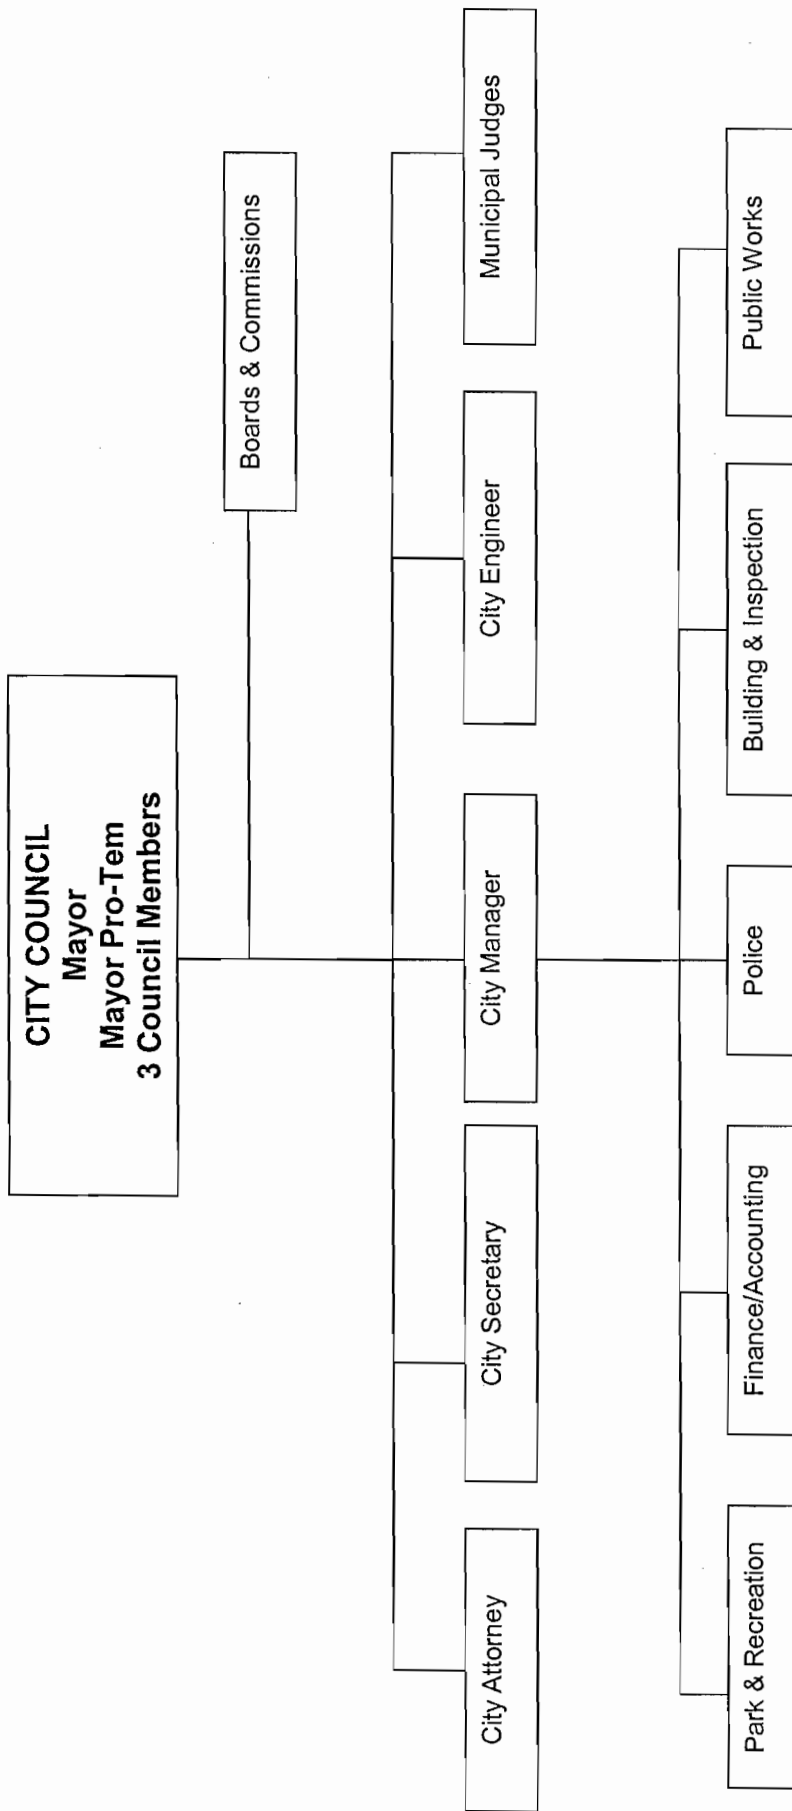 CITY COUNCIL
Mayor
Mayor Pro-Tem
3 Council Members
Boards & Commissions
City Attorney
City Secretary
City Manager
City Engineer
Municipal Judges
Park & Recreation
Finance/Accounting
Police
Building & Inspection
Public Works